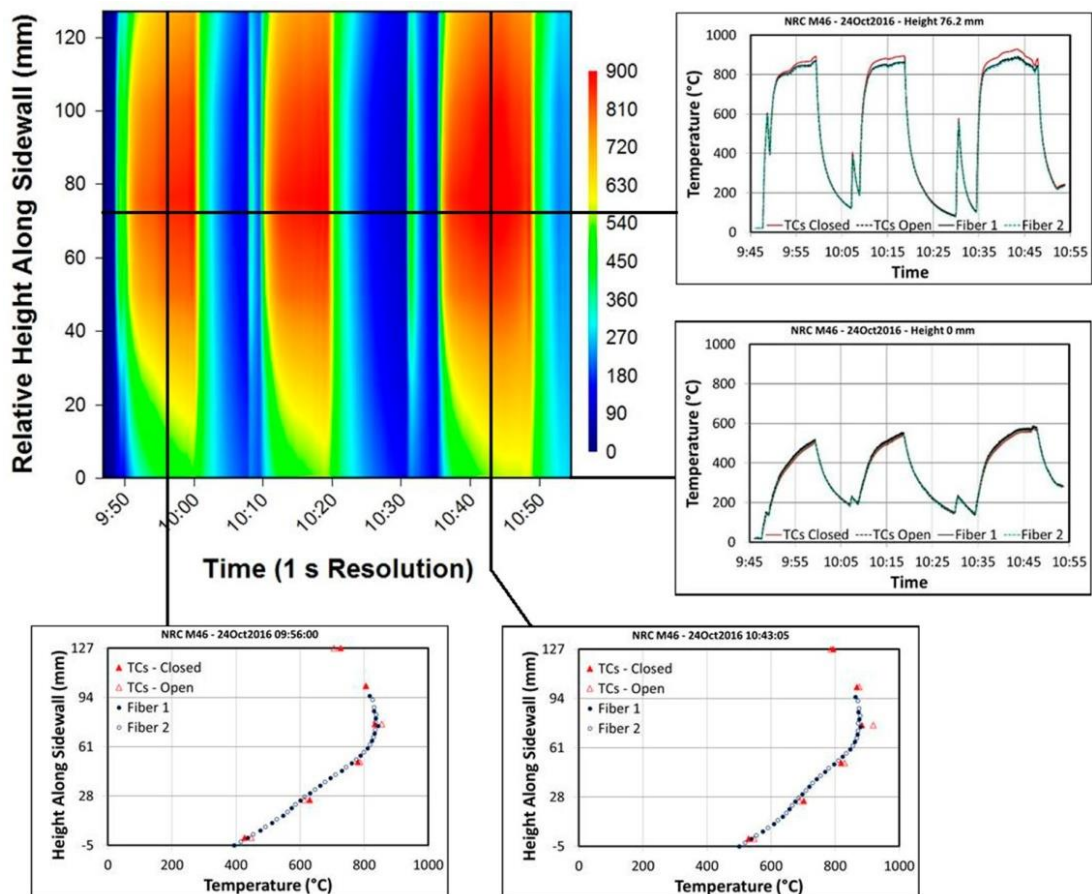 Relative Height Along Sidewall (mm)
120
100
80
60
40
20
0
9:50
10:00
10:10
10:20
10:30
10:40
10:50
Time (1 s Resolution)
900
810
720
630
540
450
360
270
180
90
0
NRC M46 - 24Oct2016 - Height 76.2 mm
Temperature (°C)
1000
800
600
400
200
0
TCs Closed TCs Open Fiber 1 Fiber 2
9:45 9:55 10:05 10:15 10:25 10:35 10:45 10:55
Time
NRC M46 - 24Oct2016 - Height 0 mm
Temperature (°C)
1000
800
600
400
200
0
TCs Closed TCs Open Fiber 1 Fiber 2
9:45 9:55 10:05 10:15 10:25 10:35 10:45 10:55
Time
NRC M46 - 24Oct2016 09:56:00
Height Along Sidewall (mm)
127
94
61
28
-5
TCs - Closed
TCs - Open
Fiber 1
Fiber 2
0 200 400 600 800 1000
Temperature (°C)
NRC M46 - 24Oct2016 10:43:05
Height Along Sidewall (mm)
127
94
61
28
-5
TCs - Closed
TCs - Open
Fiber 1
Fiber 2
0 200 400 600 800 1000
Temperature (°C)